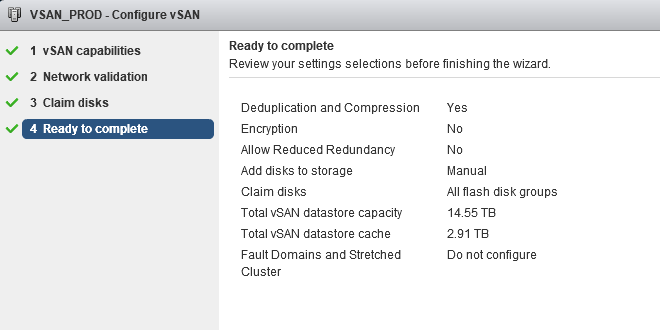 VSAN_PROD - Configure vSAN
1 vSAN capabilities
2 Network validation
3 Claim disks
4 Ready to complete
Ready to complete
Review your settings selections before finishing the wizard.
Deduplication and Compression Yes
Encryption No
Allow Reduced Redundancy No
Add disks to storage Manual
Claim disks All flash disk groups
Total vSAN datastore capacity 14.55 TB
Total vSAN datastore cache 2.91 TB
Fault Domains and Stretched Do not configure
Cluster